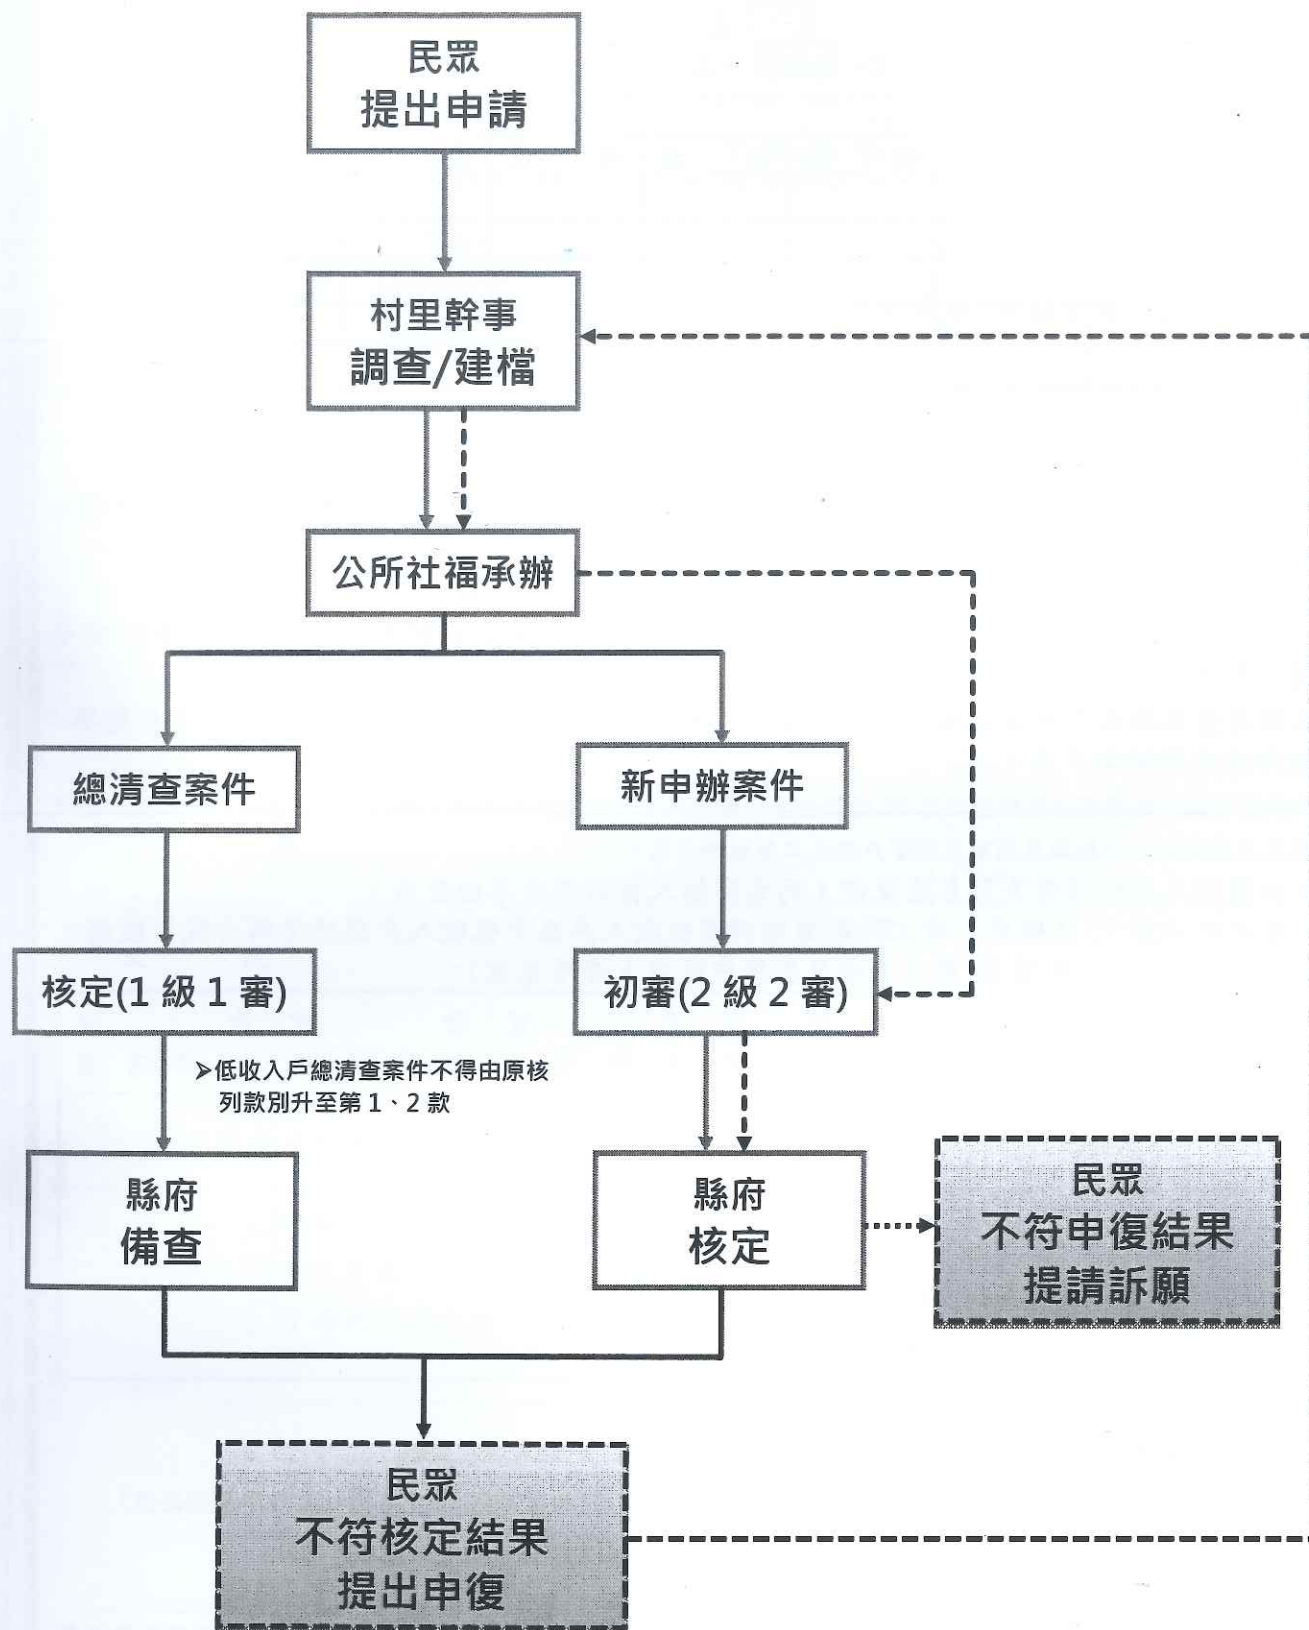 民眾
提出申請
村里幹事
調查/建檔
公所社福承辦
總清查案件
新申辦案件
核定(1 級 1 審)
初審(2 級 2 審)
➢低收入戶總清查案件不得由原核
列款別升至第 1、2 款
縣府
備查
縣府
核定
民眾
不符申復結果
提請訴願
民眾
不符核定結果
提出申復